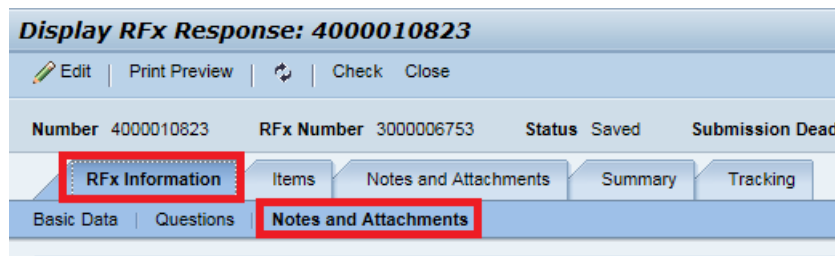 Display RFx Response: 4000010823
Edit | Print Preview | | Check Close
Number 4000010823 RFx Number 3000006753 Status Saved Submission Dead
RFx Information Items Notes and Attachments Summary Tracking
Basic Data | Questions | Notes and Attachments